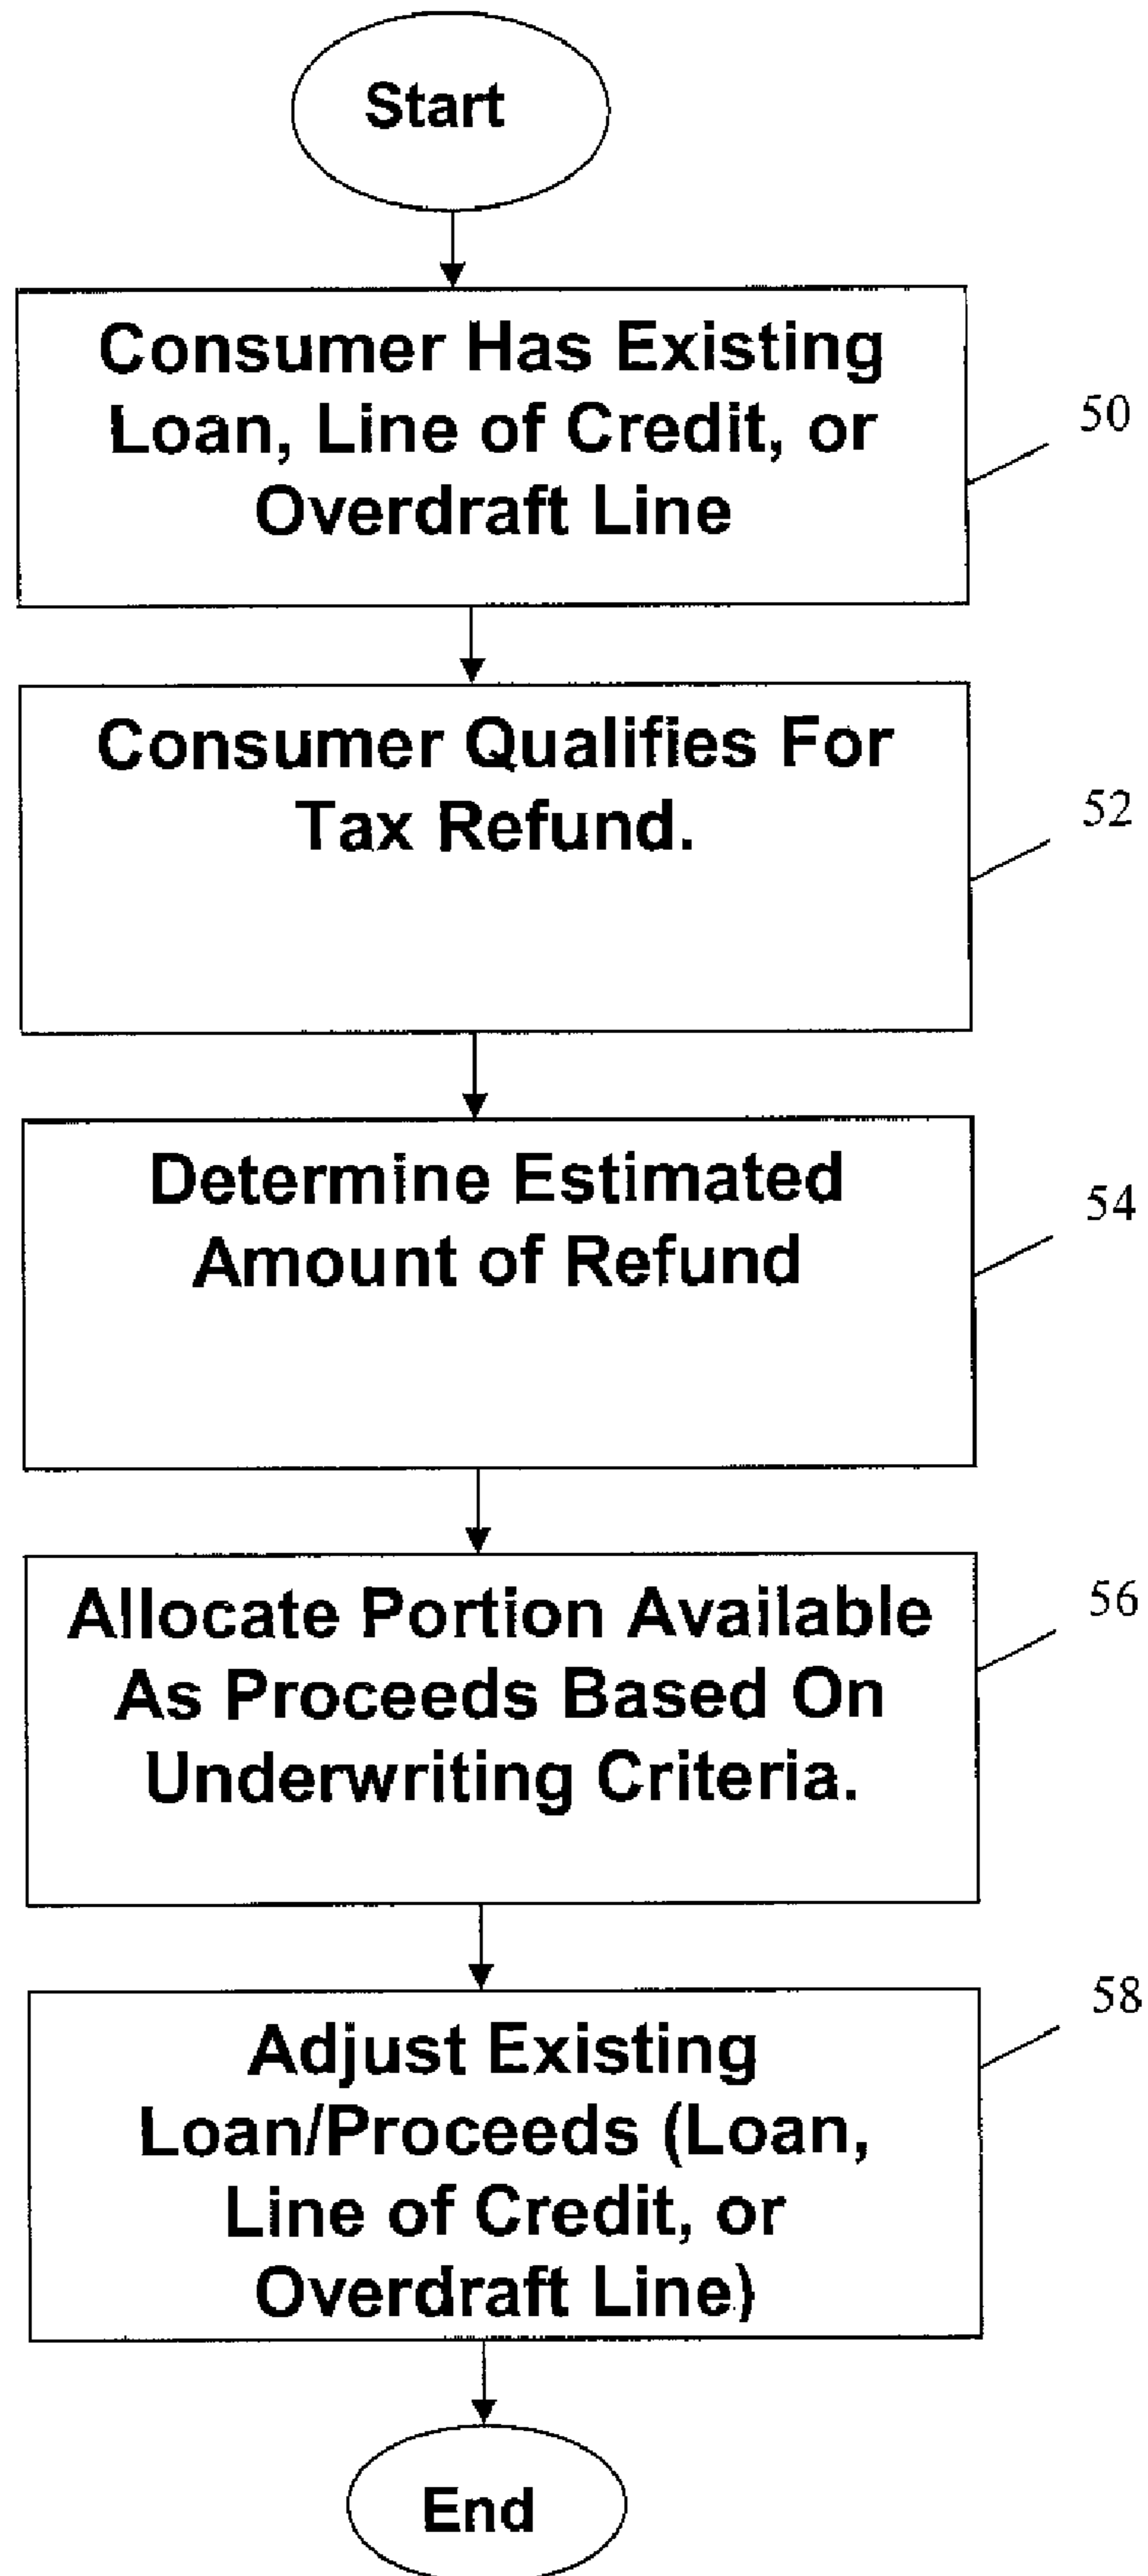 Start
Consumer Has Existing
Loan, Line of Credit, or
Overdraft Line
50
Consumer Qualifies For
Tax Refund.
52
Determine Estimated
Amount of Refund
54
Allocate Portion Available
As Proceeds Based On
Underwriting Criteria.
56
Adjust Existing
Loan/Proceeds (Loan,
Line of Credit, or
Overdraft Line)
58
End